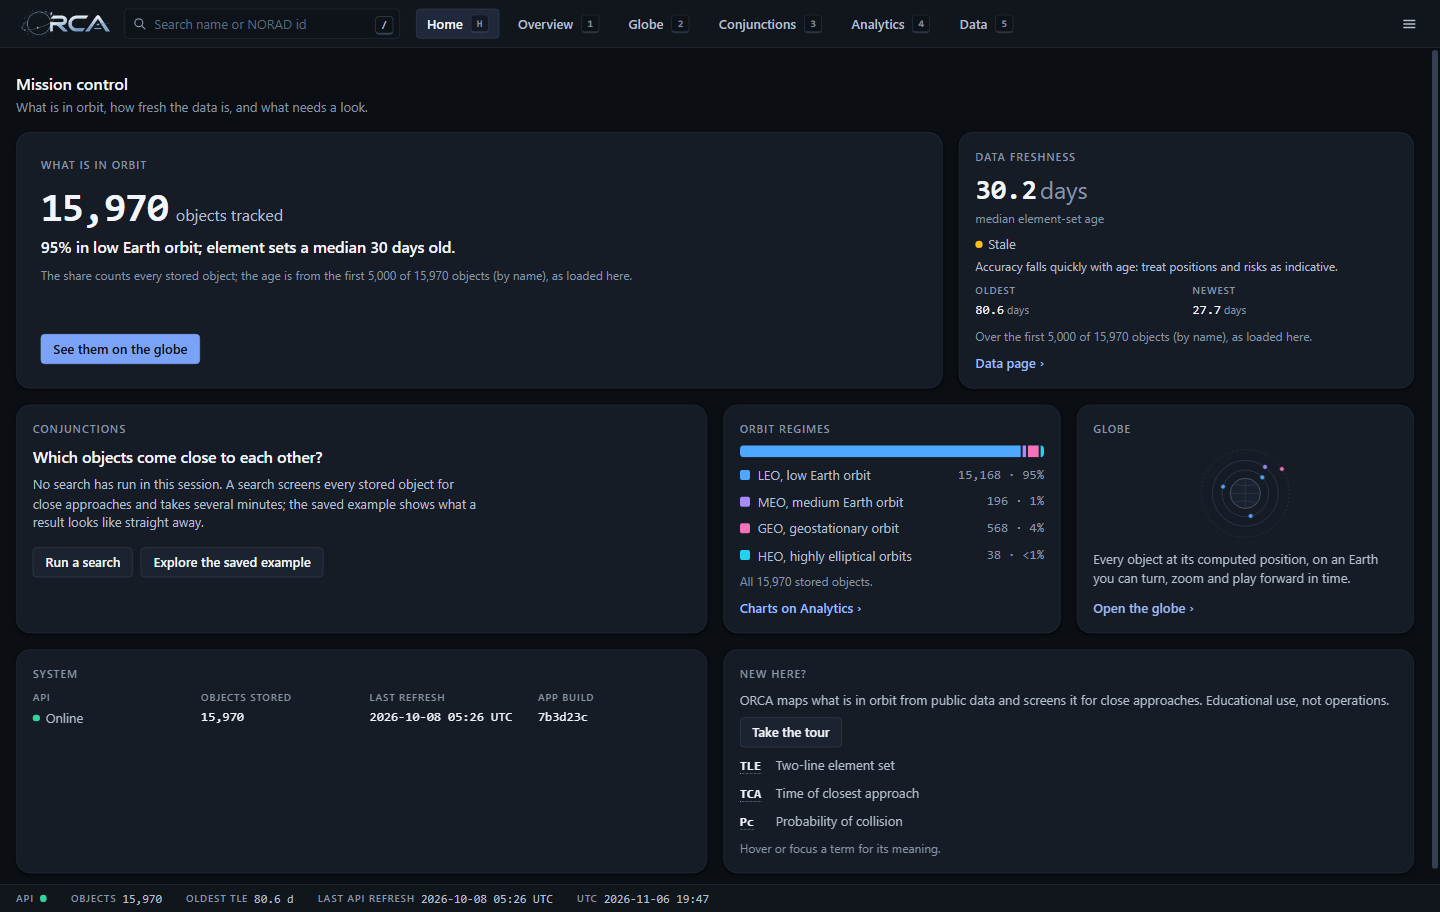 ORCA
Search name or NORAD id /
Home H
Overview 1
Globe 2
Conjunctions 3
Analytics 4
Data 5
Mission control
What is in orbit, how fresh the data is, and what needs a look.
WHAT IS IN ORBIT
15,970 objects tracked
95% in low Earth orbit; element sets a median 30 days old.
The share counts every stored object; the age is from the first 5,000 of 15,970 objects (by name), as loaded here.
See them on the globe
DATA FRESHNESS
30.2 days
median element-set age
Stale
Accuracy falls quickly with age: treat positions and risks as indicative.
OLDEST NEWEST
80.6 days 27.7 days
Over the first 5,000 of 15,970 objects (by name), as loaded here.
Data page ›
CONJUNCTIONS
Which objects come close to each other?
No search has run in this session. A search screens every stored object for
close approaches and takes several minutes; the saved example shows what a
result looks like straight away.
Run a search
Explore the saved example
ORBIT REGIMES
LEO, low Earth orbit 15,168 · 95%
MEO, medium Earth orbit 196 · 1%
GEO, geostationary orbit 568 · 4%
HEO, highly elliptical orbits 38 · <1%
All 15,970 stored objects.
Charts on Analytics ›
GLOBE
Every object at its computed position, on an Earth
you can turn, zoom and play forward in time.
Open the globe ›
SYSTEM
API OBJECTS STORED LAST REFRESH APP BUILD
Online 15,970 2026-10-08 05:26 UTC 7b3d23c
NEW HERE?
ORCA maps what is in orbit from public data and screens it for close approaches. Educational use, not operations.
Take the tour
TLE Two-line element set
TCA Time of closest approach
Pc Probability of collision
Hover or focus a term for its meaning.
API OBJECTS 15,970 OLDEST TLE 80.6 d LAST API REFRESH 2026-10-08 05:26 UTC UTC 2026-11-06 19:47